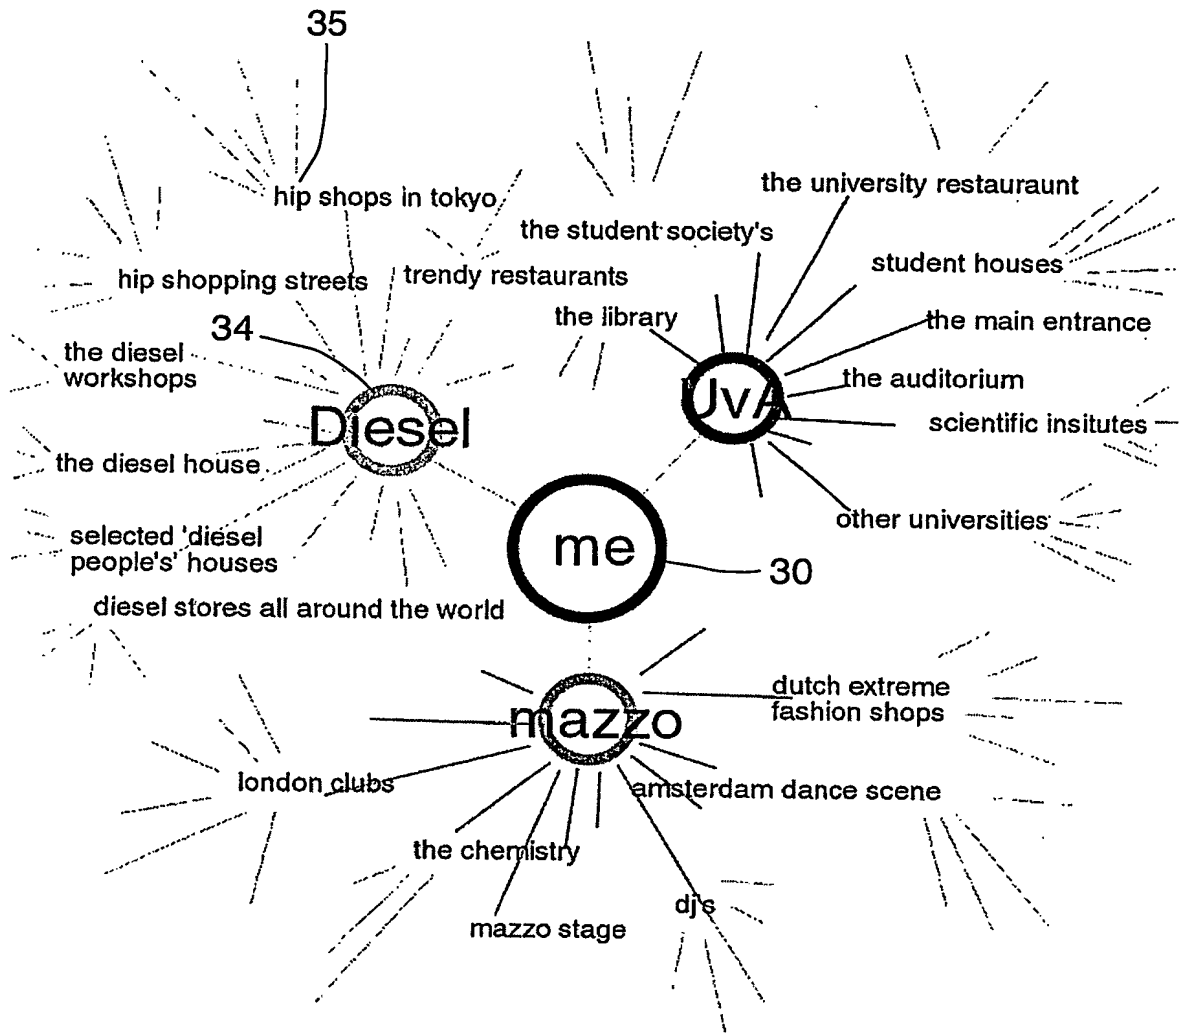 35
hip shops in tokyo
the university restauraunt
the student society's
student houses
hip shopping streets
trendy restaurants
the library
the main entrance
34
the diesel
workshops
the auditorium
UvA
Diesel
scientific insitutes
the diesel house
other universities
selected 'diesel
people's' houses
me
30
diesel stores all around the world
dutch extreme
fashion shops
mazzo
london clubs
amsterdam dance scene
the chemistry
dj's
mazzo stage